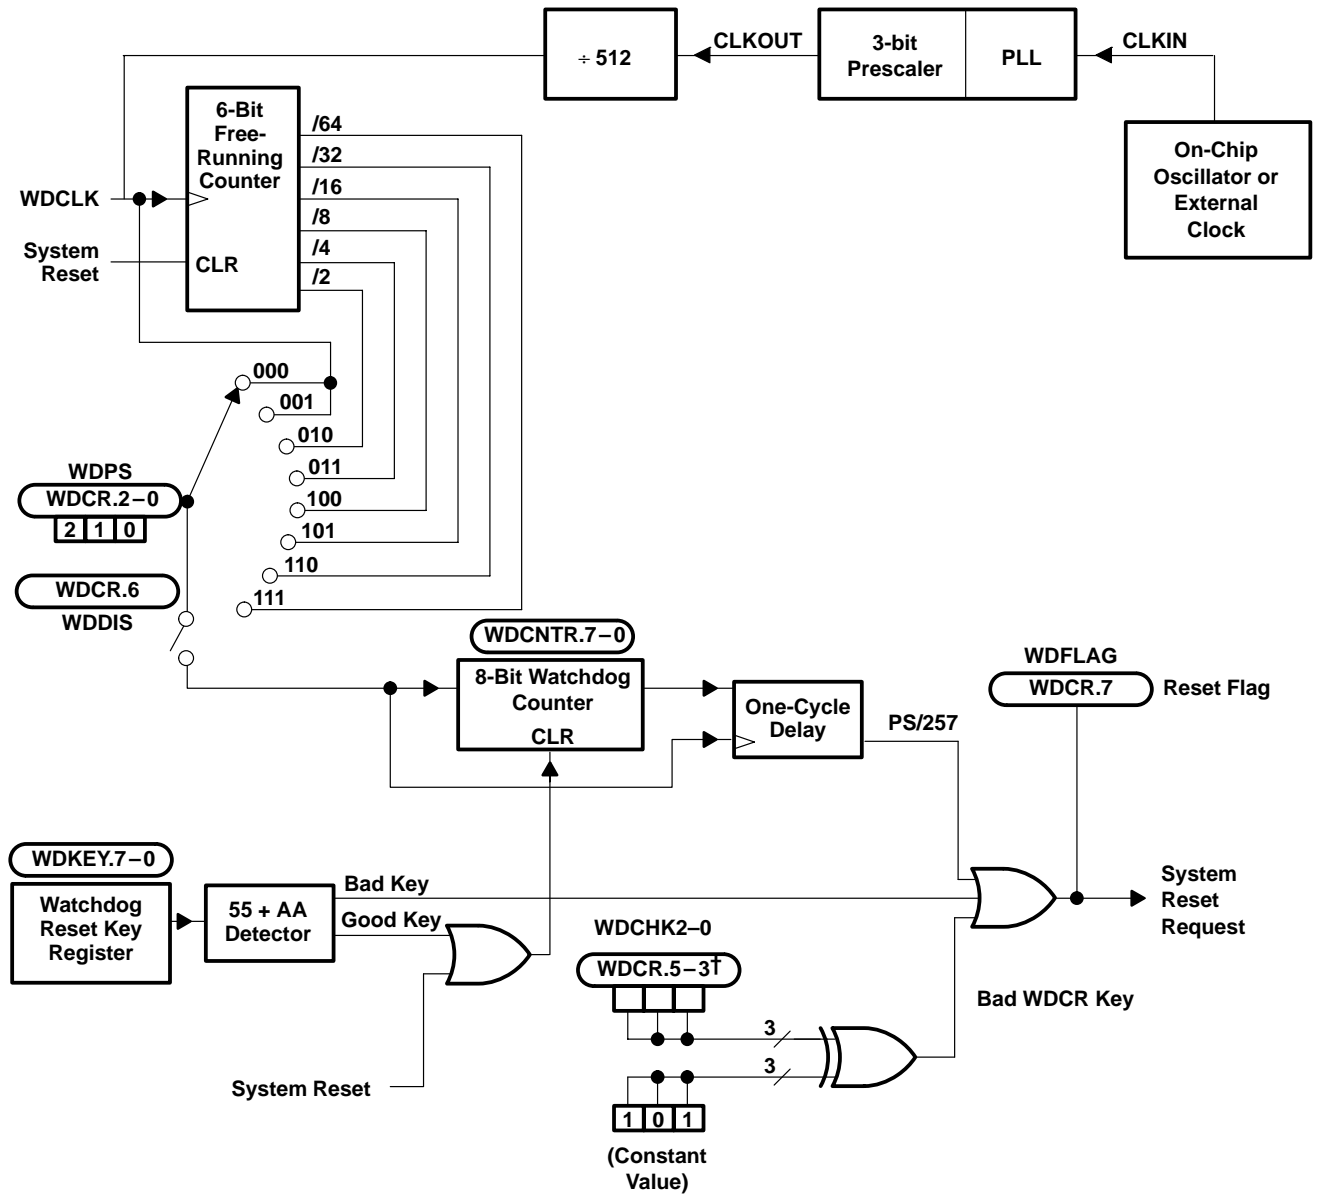 ÷ 512
CLKOUT
3-bit
Prescaler
PLL
CLKIN
On-Chip
Oscillator or
External
Clock
6-Bit
Free-
Running
Counter
CLR
/64
/32
/16
/8
/4
/2
WDCLK
System
Reset
000
001
010
011
100
101
110
111
WDPS
WDCR.2–0
2 1 0
WDCR.6
WDDIS
WDCNTR.7–0
8-Bit Watchdog
Counter
CLR
One-Cycle
Delay
PS/257
WDFLAG
WDCR.7
Reset Flag
WDKEY.7–0
Watchdog
Reset Key
Register
55 + AA
Detector
Bad Key
Good Key
System Reset
WDCHK2–0
WDCR.5–3†
3
3
1 0 1
(Constant
Value)
Bad WDCR Key
System
Reset
Request